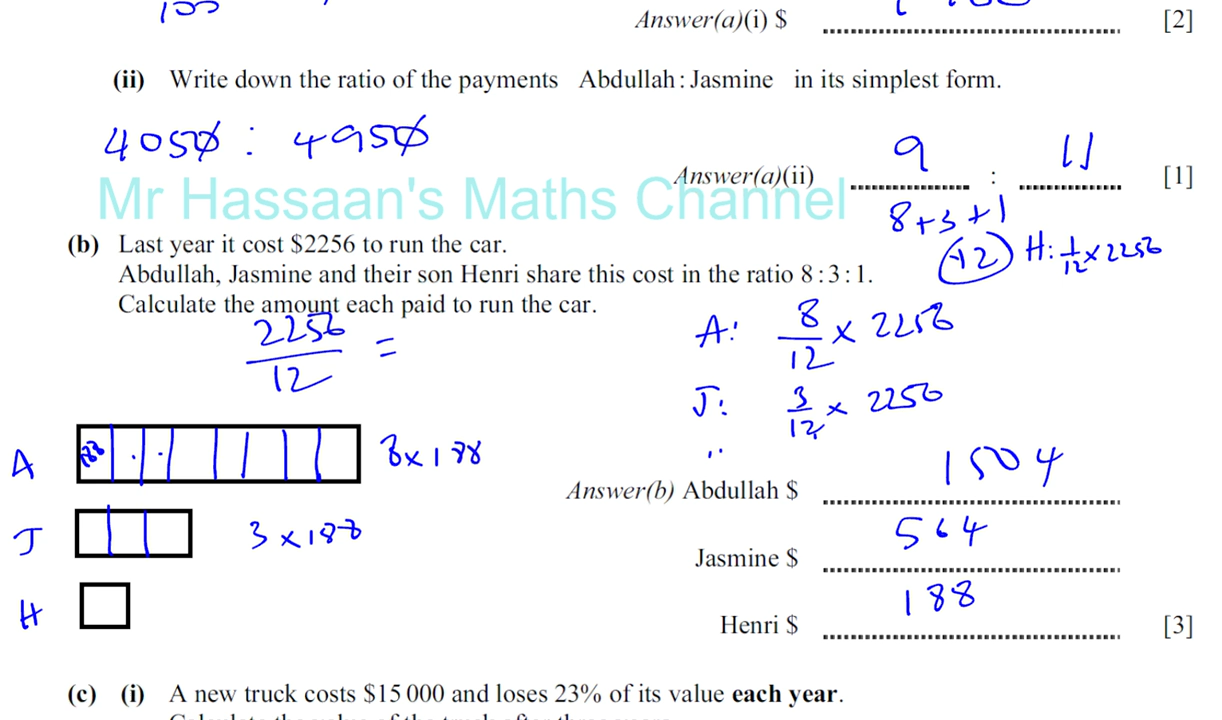 Answer(a)(i) $ [2]
(ii) Write down the ratio of the payments Abdullah : Jasmine in its simplest form.
4050 : 4950
Answer(a)(ii) 9 : 11 [1]
Mr Hassaan's Maths Channel
8+3+1
12 H: 1/12 × 2256
(b) Last year it cost $2256 to run the car.
Abdullah, Jasmine and their son Henri share this cost in the ratio 8 : 3 : 1.
Calculate the amount each paid to run the car.
2256/12 =
A: 8/12 × 2256
J: 3/12 × 2256
A 188 8×188
Answer(b) Abdullah $ 1504
J 3×188
Jasmine $ 564
H
Henri $ 188 [3]
(c) (i) A new truck costs $15 000 and loses 23% of its value each year.